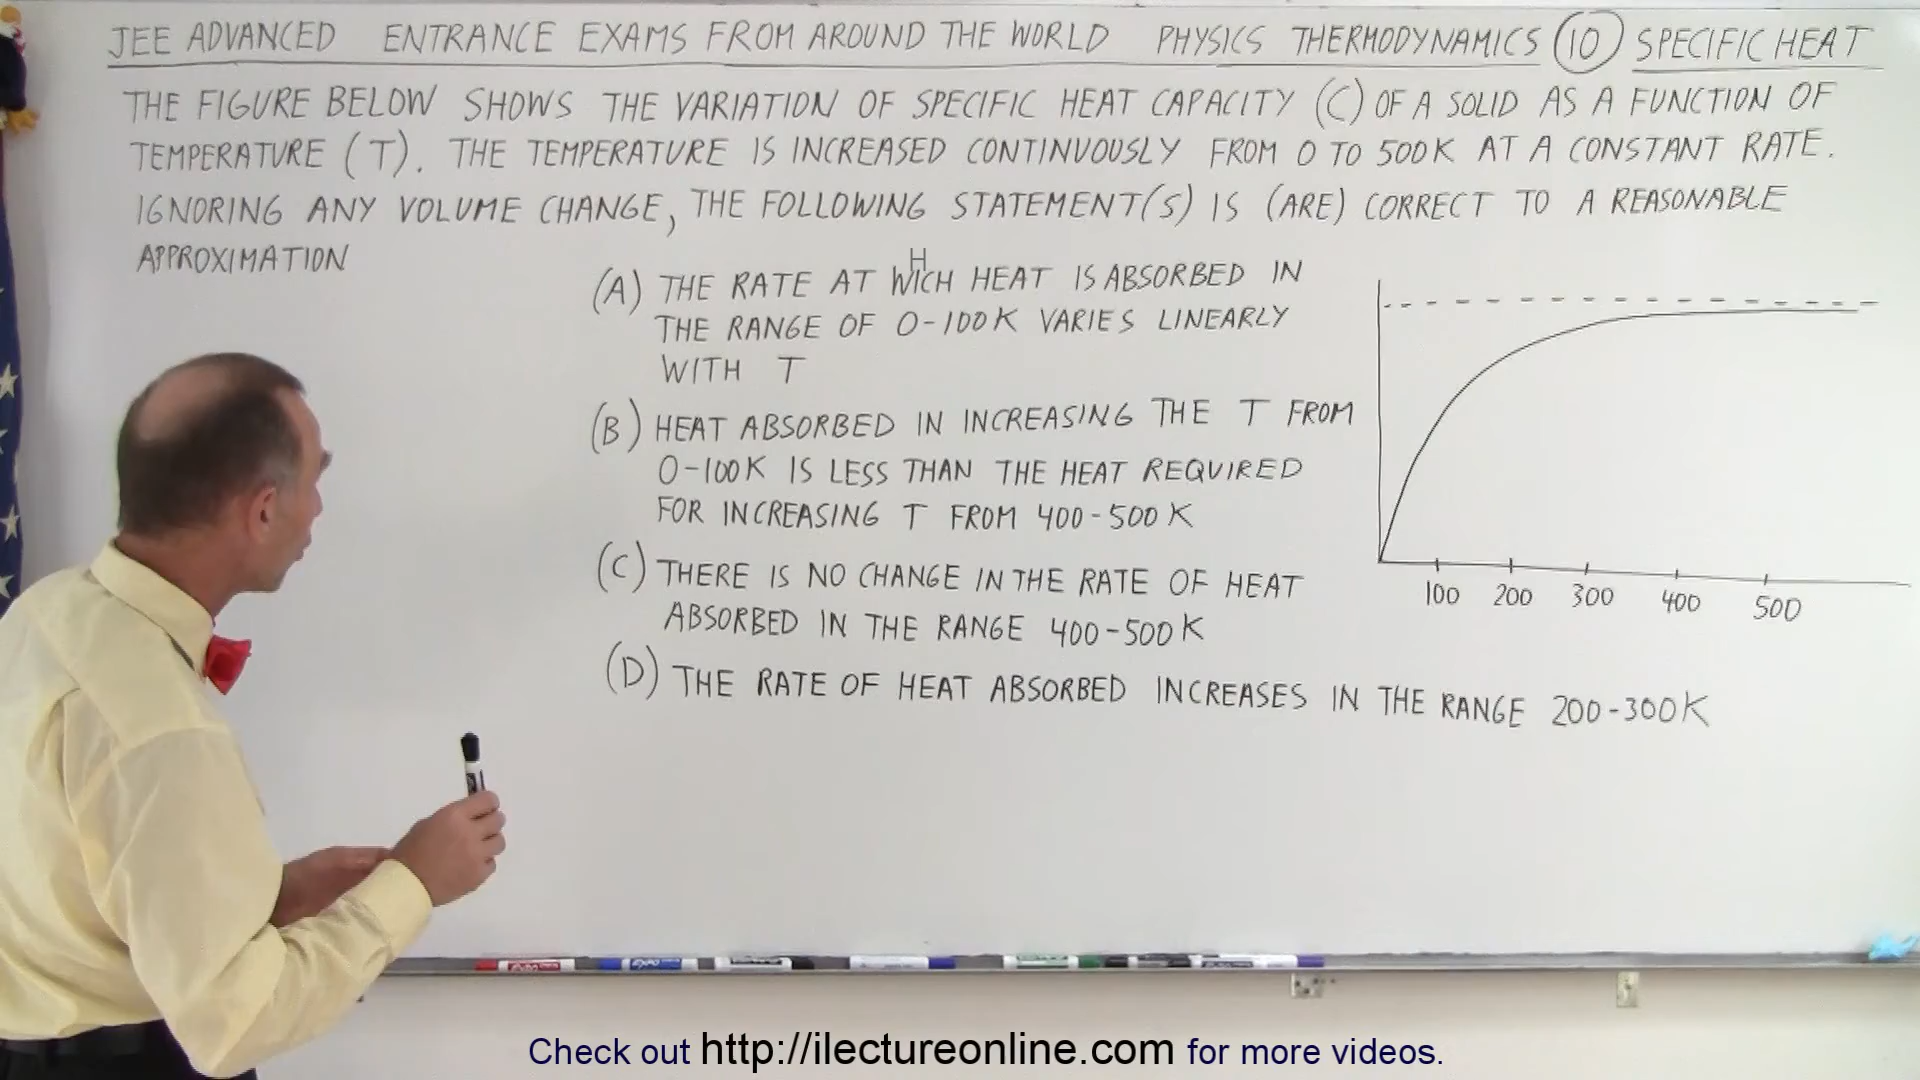 JEE ADVANCED ENTRANCE EXAMS FROM AROUND THE WORLD PHYSICS THERMODYNAMICS 10 SPECIFIC HEAT
THE FIGURE BELOW SHOWS THE VARIATION OF SPECIFIC HEAT CAPACITY (C) OF A SOLID AS A FUNCTION OF
TEMPERATURE (T). THE TEMPERATURE IS INCREASED CONTINUOUSLY FROM 0 TO 500K AT A CONSTANT RATE.
IGNORING ANY VOLUME CHANGE, THE FOLLOWING STATEMENT(S) IS (ARE) CORRECT TO A REASONABLE
APPROXIMATION
(A) THE RATE AT WHICH HEAT IS ABSORBED IN
THE RANGE OF 0-100K VARIES LINEARLY
WITH T
(B) HEAT ABSORBED IN INCREASING THE T FROM
0-100K IS LESS THAN THE HEAT REQUIRED
FOR INCREASING T FROM 400-500K
(C) THERE IS NO CHANGE IN THE RATE OF HEAT
ABSORBED IN THE RANGE 400-500K
(D) THE RATE OF HEAT ABSORBED INCREASES IN THE RANGE 200-300K
100 200 300 400 500
Check out http://ilectureonline.com for more videos.